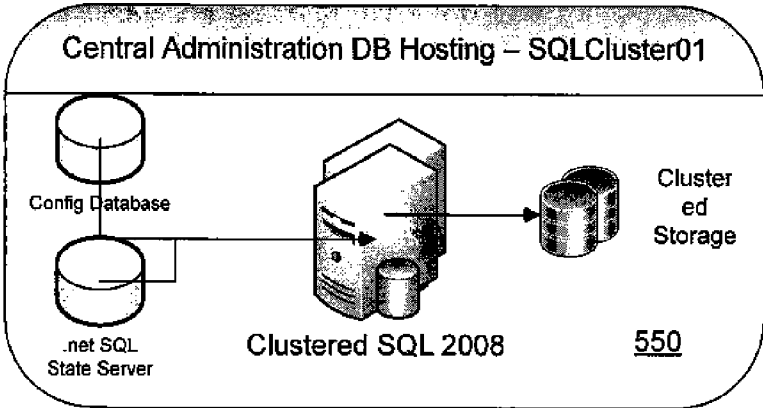 Central Administration DB Hosting – SQLCluster01
Config Database
.net SQL
State Server
Clustered SQL 2008
Cluster
ed
Storage
550